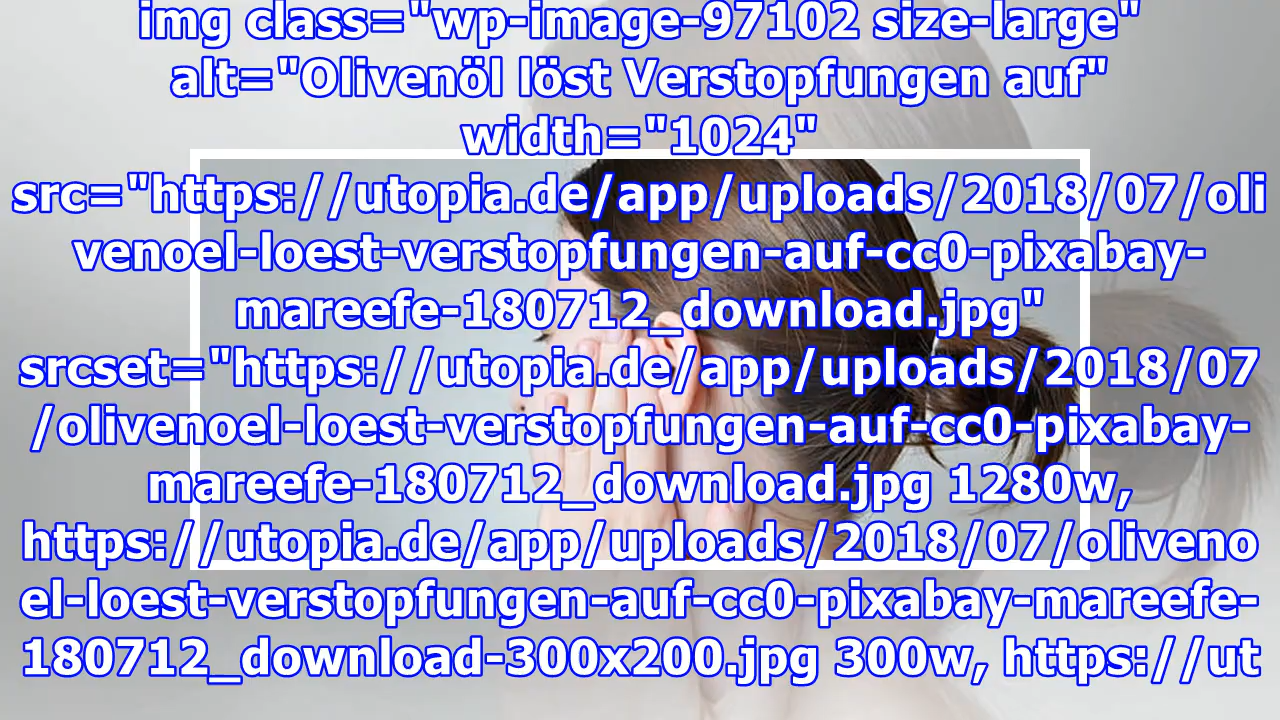 img class="wp-image-97102 size-large"
alt="Olivenöl löst Verstopfungen auf"
width="1024"
src="https://utopia.de/app/uploads/2018/07/oli
venoel-loest-verstopfungen-auf-cc0-pixabay-
mareefe-180712_download.jpg"
srcset="https://utopia.de/app/uploads/2018/07
/olivenoel-loest-verstopfungen-auf-cc0-pixabay-
mareefe-180712_download.jpg 1280w,
https://utopia.de/app/uploads/2018/07/oliveno
el-loest-verstopfungen-auf-cc0-pixabay-mareefe-
180712_download-300x200.jpg 300w, https://ut